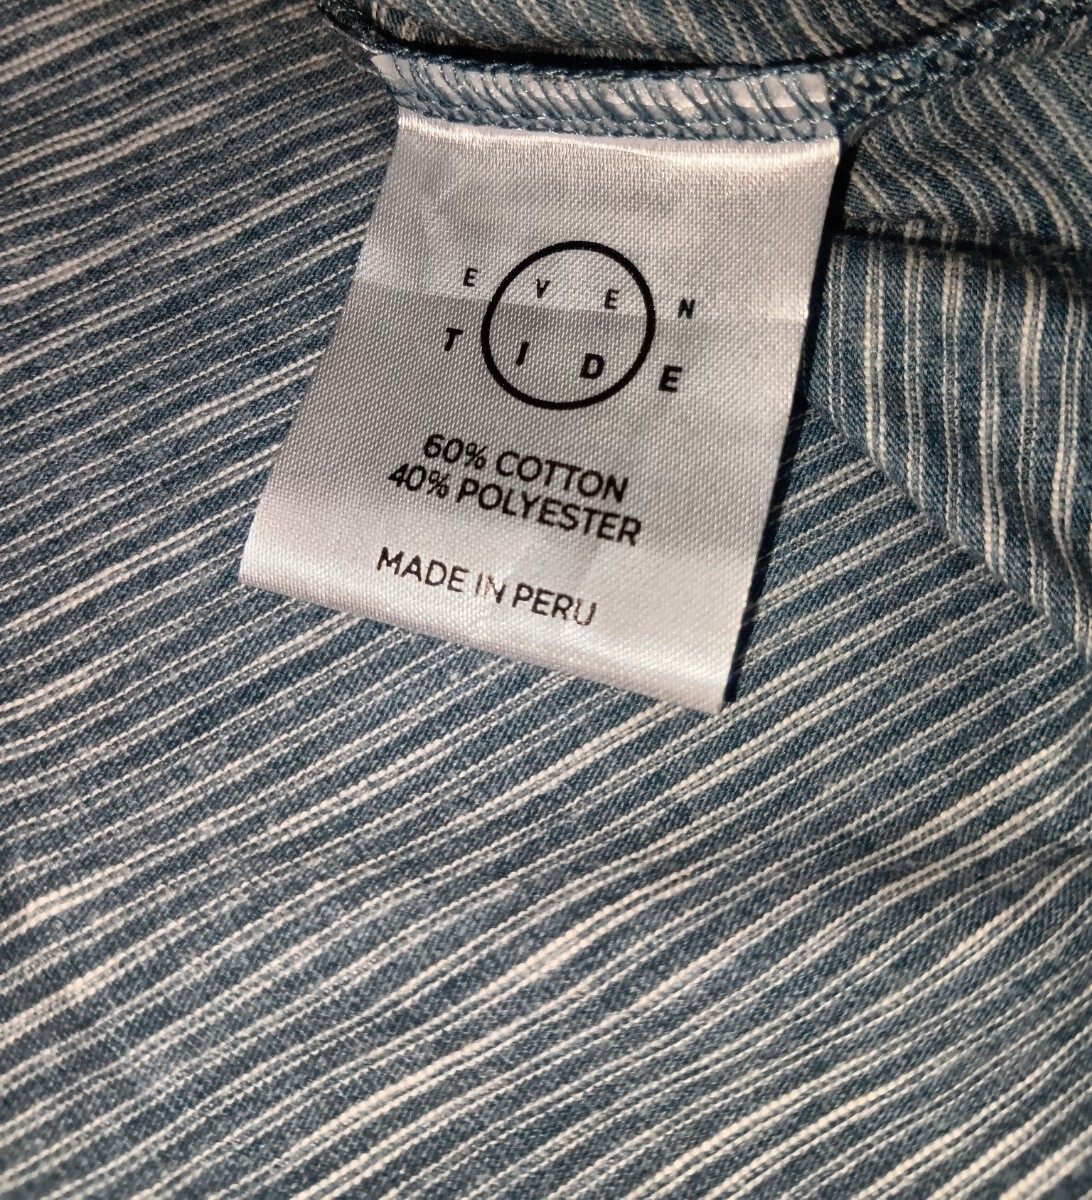 E V E N
T I D E
60% COTTON
40% POLYESTER
MADE IN PERU